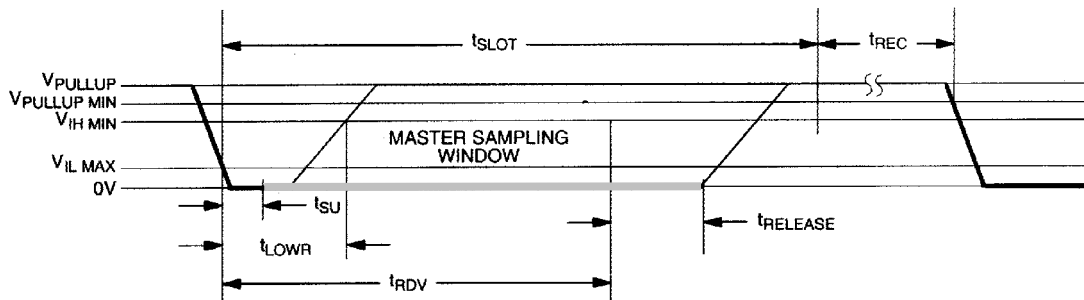 tSLOT
tREC
VPULLUP
VPULLUP MIN
VIH MIN
MASTER SAMPLING
WINDOW
VIL MAX
0V
tSU
tRELEASE
tLOWR
tRDV